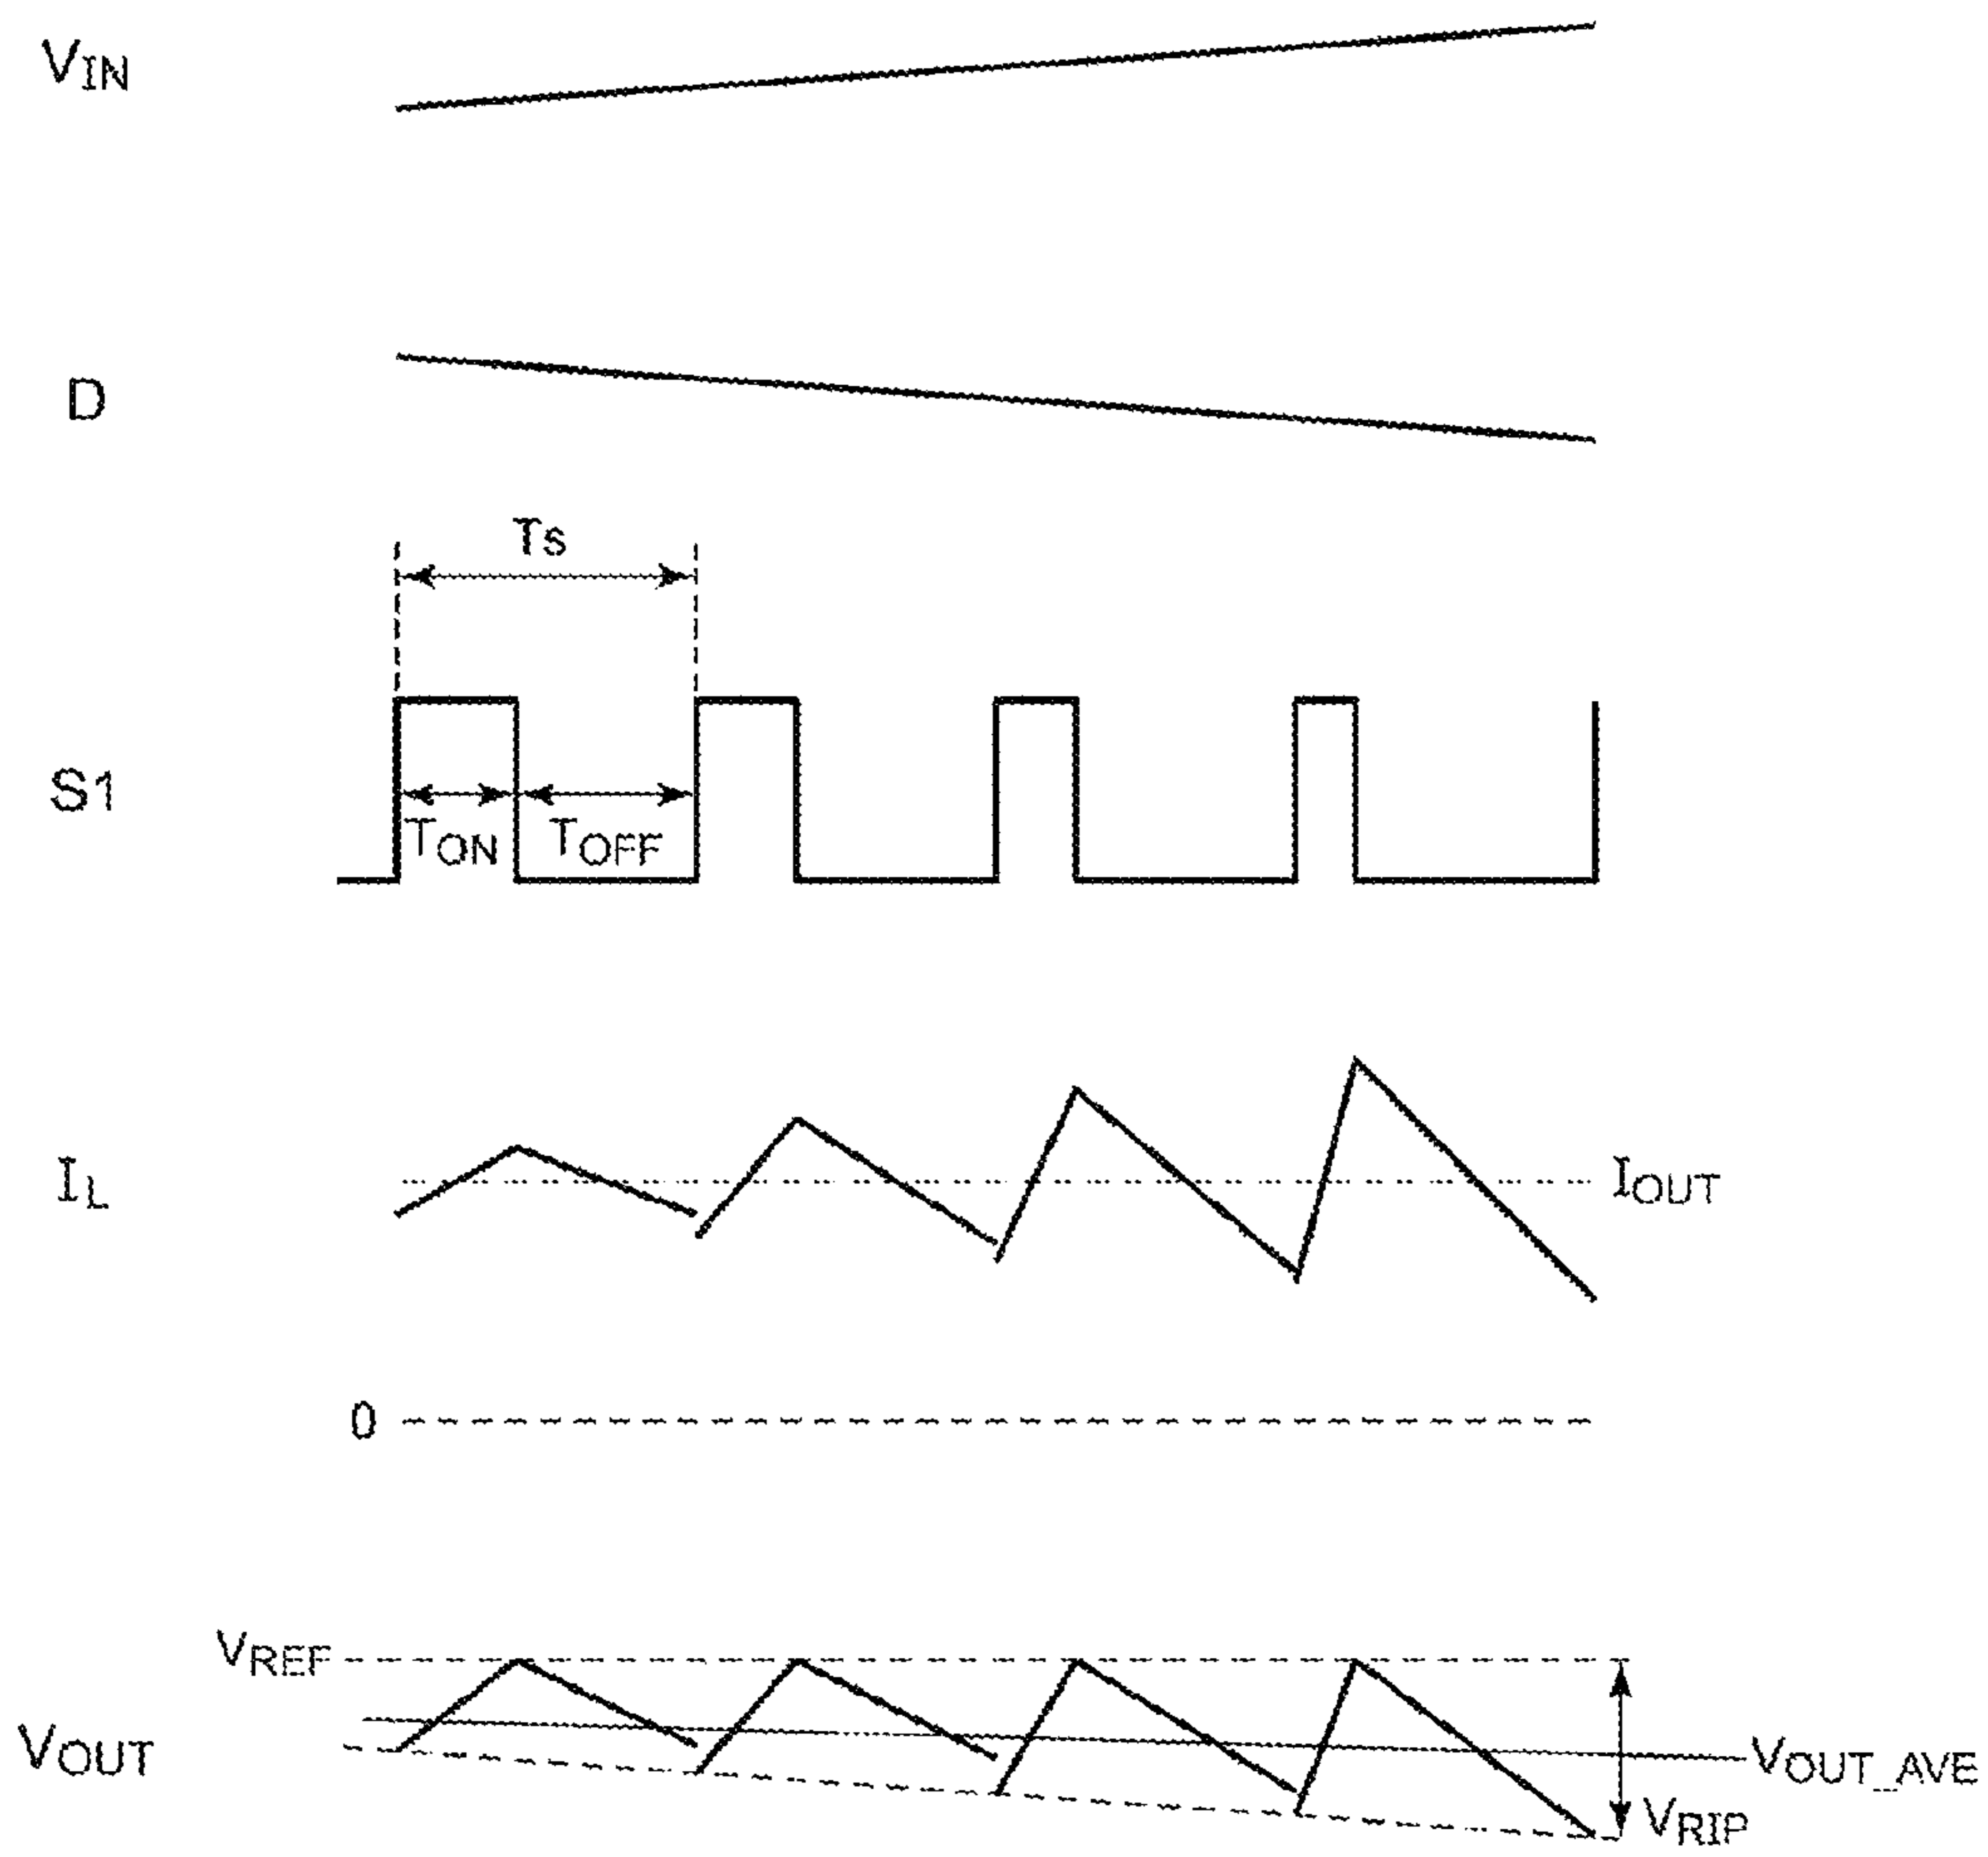 VIN
D
Ts
S1
TON TOFF
IL
IOUT
0
VREF
VOUT
VOUT_AVE
VRIP